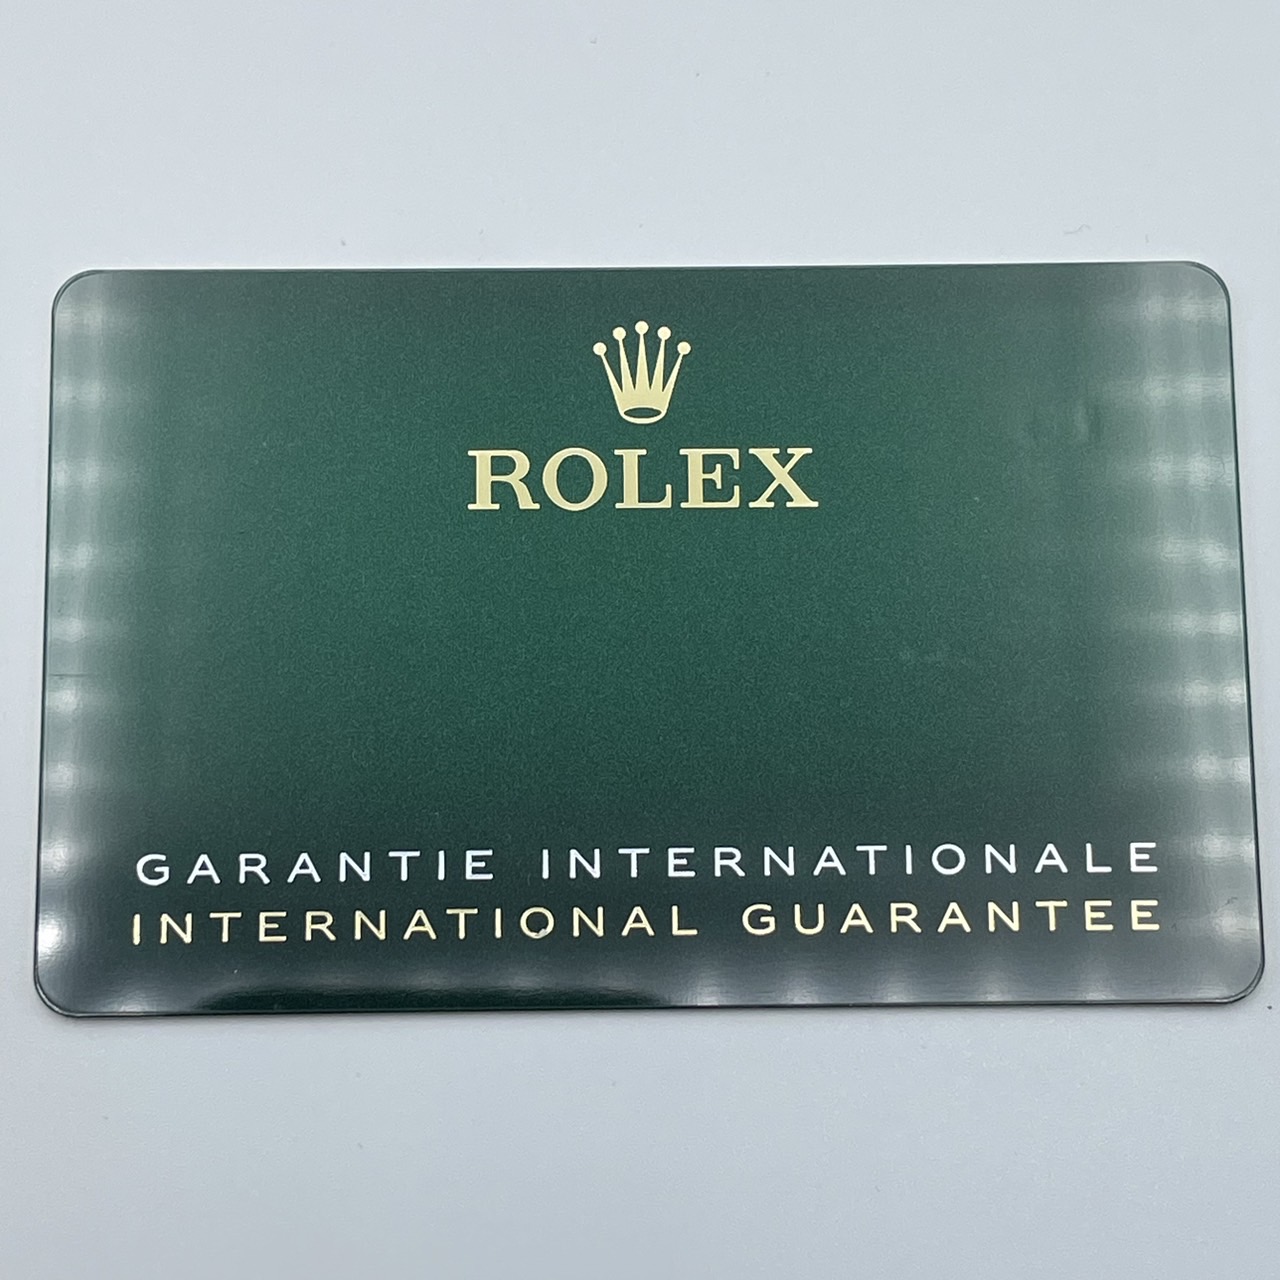 ROLEX
GARANTIE INTERNATIONALE
INTERNATIONAL GUARANTEE